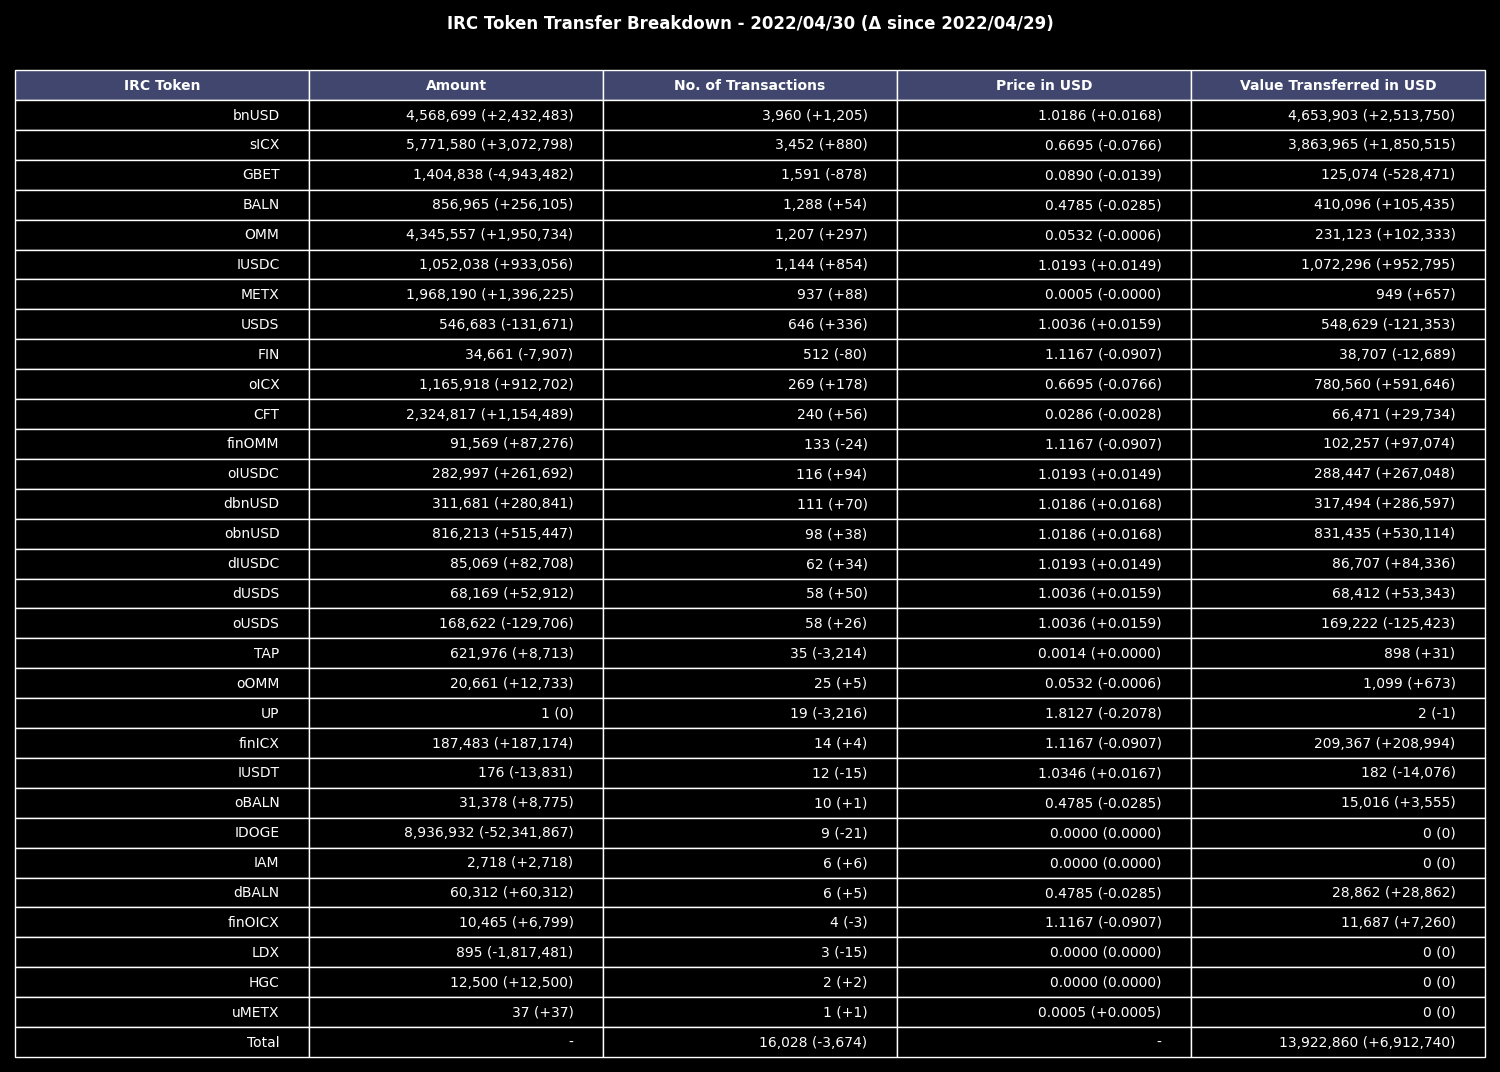 IRC Token Transfer Breakdown - 2022/04/30 (Δ since 2022/04/29)
IRC Token Amount No. of Transactions Price in USD Value Transferred in USD
bnUSD 4,568,699 (+2,432,483) 3,960 (+1,205) 1.0186 (+0.0168) 4,653,903 (+2,513,750)
sICX 5,771,580 (+3,072,798) 3,452 (+880) 0.6695 (-0.0766) 3,863,965 (+1,850,515)
GBET 1,404,838 (-4,943,482) 1,591 (-878) 0.0890 (-0.0139) 125,074 (-528,471)
BALN 856,965 (+256,105) 1,288 (+54) 0.4785 (-0.0285) 410,096 (+105,435)
OMM 4,345,557 (+1,950,734) 1,207 (+297) 0.0532 (-0.0006) 231,123 (+102,333)
IUSDC 1,052,038 (+933,056) 1,144 (+854) 1.0193 (+0.0149) 1,072,296 (+952,795)
METX 1,968,190 (+1,396,225) 937 (+88) 0.0005 (-0.0000) 949 (+657)
USDS 546,683 (-131,671) 646 (+336) 1.0036 (+0.0159) 548,629 (-121,353)
FIN 34,661 (-7,907) 512 (-80) 1.1167 (-0.0907) 38,707 (-12,689)
oICX 1,165,918 (+912,702) 269 (+178) 0.6695 (-0.0766) 780,560 (+591,646)
CFT 2,324,817 (+1,154,489) 240 (+56) 0.0286 (-0.0028) 66,471 (+29,734)
finOMM 91,569 (+87,276) 133 (-24) 1.1167 (-0.0907) 102,257 (+97,074)
oIUSDC 282,997 (+261,692) 116 (+94) 1.0193 (+0.0149) 288,447 (+267,048)
dbnUSD 311,681 (+280,841) 111 (+70) 1.0186 (+0.0168) 317,494 (+286,597)
obnUSD 816,213 (+515,447) 98 (+38) 1.0186 (+0.0168) 831,435 (+530,114)
dIUSDC 85,069 (+82,708) 62 (+34) 1.0193 (+0.0149) 86,707 (+84,336)
dUSDS 68,169 (+52,912) 58 (+50) 1.0036 (+0.0159) 68,412 (+53,343)
oUSDS 168,622 (-129,706) 58 (+26) 1.0036 (+0.0159) 169,222 (-125,423)
TAP 621,976 (+8,713) 35 (-3,214) 0.0014 (+0.0000) 898 (+31)
oOMM 20,661 (+12,733) 25 (+5) 0.0532 (-0.0006) 1,099 (+673)
UP 1 (0) 19 (-3,216) 1.8127 (-0.2078) 2 (-1)
finICX 187,483 (+187,174) 14 (+4) 1.1167 (-0.0907) 209,367 (+208,994)
IUSDT 176 (-13,831) 12 (-15) 1.0346 (+0.0167) 182 (-14,076)
oBALN 31,378 (+8,775) 10 (+1) 0.4785 (-0.0285) 15,016 (+3,555)
IDOGE 8,936,932 (-52,341,867) 9 (-21) 0.0000 (0.0000) 0 (0)
IAM 2,718 (+2,718) 6 (+6) 0.0000 (0.0000) 0 (0)
dBALN 60,312 (+60,312) 6 (+5) 0.4785 (-0.0285) 28,862 (+28,862)
finOICX 10,465 (+6,799) 4 (-3) 1.1167 (-0.0907) 11,687 (+7,260)
LDX 895 (-1,817,481) 3 (-15) 0.0000 (0.0000) 0 (0)
HGC 12,500 (+12,500) 2 (+2) 0.0000 (0.0000) 0 (0)
uMETX 37 (+37) 1 (+1) 0.0005 (+0.0005) 0 (0)
Total - 16,028 (-3,674) - 13,922,860 (+6,912,740)